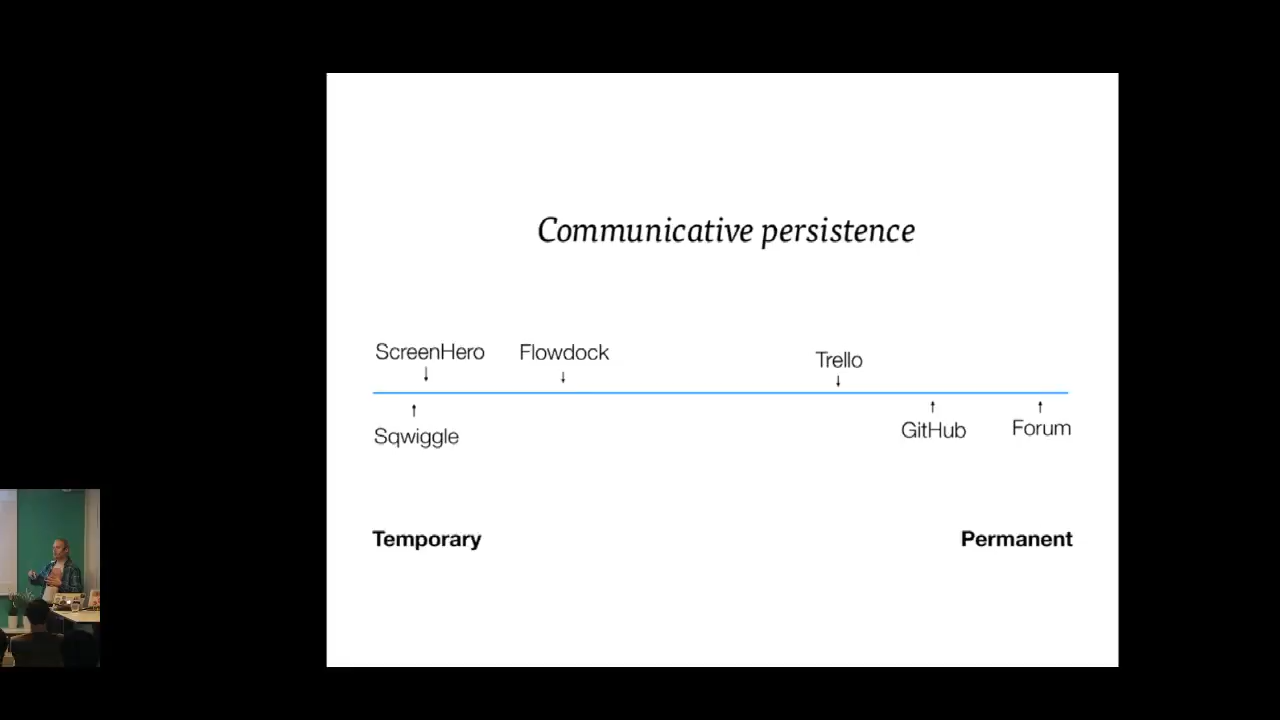 Communicative persistence
ScreenHero Flowdock Trello
Sqwiggle GitHub Forum
Temporary Permanent